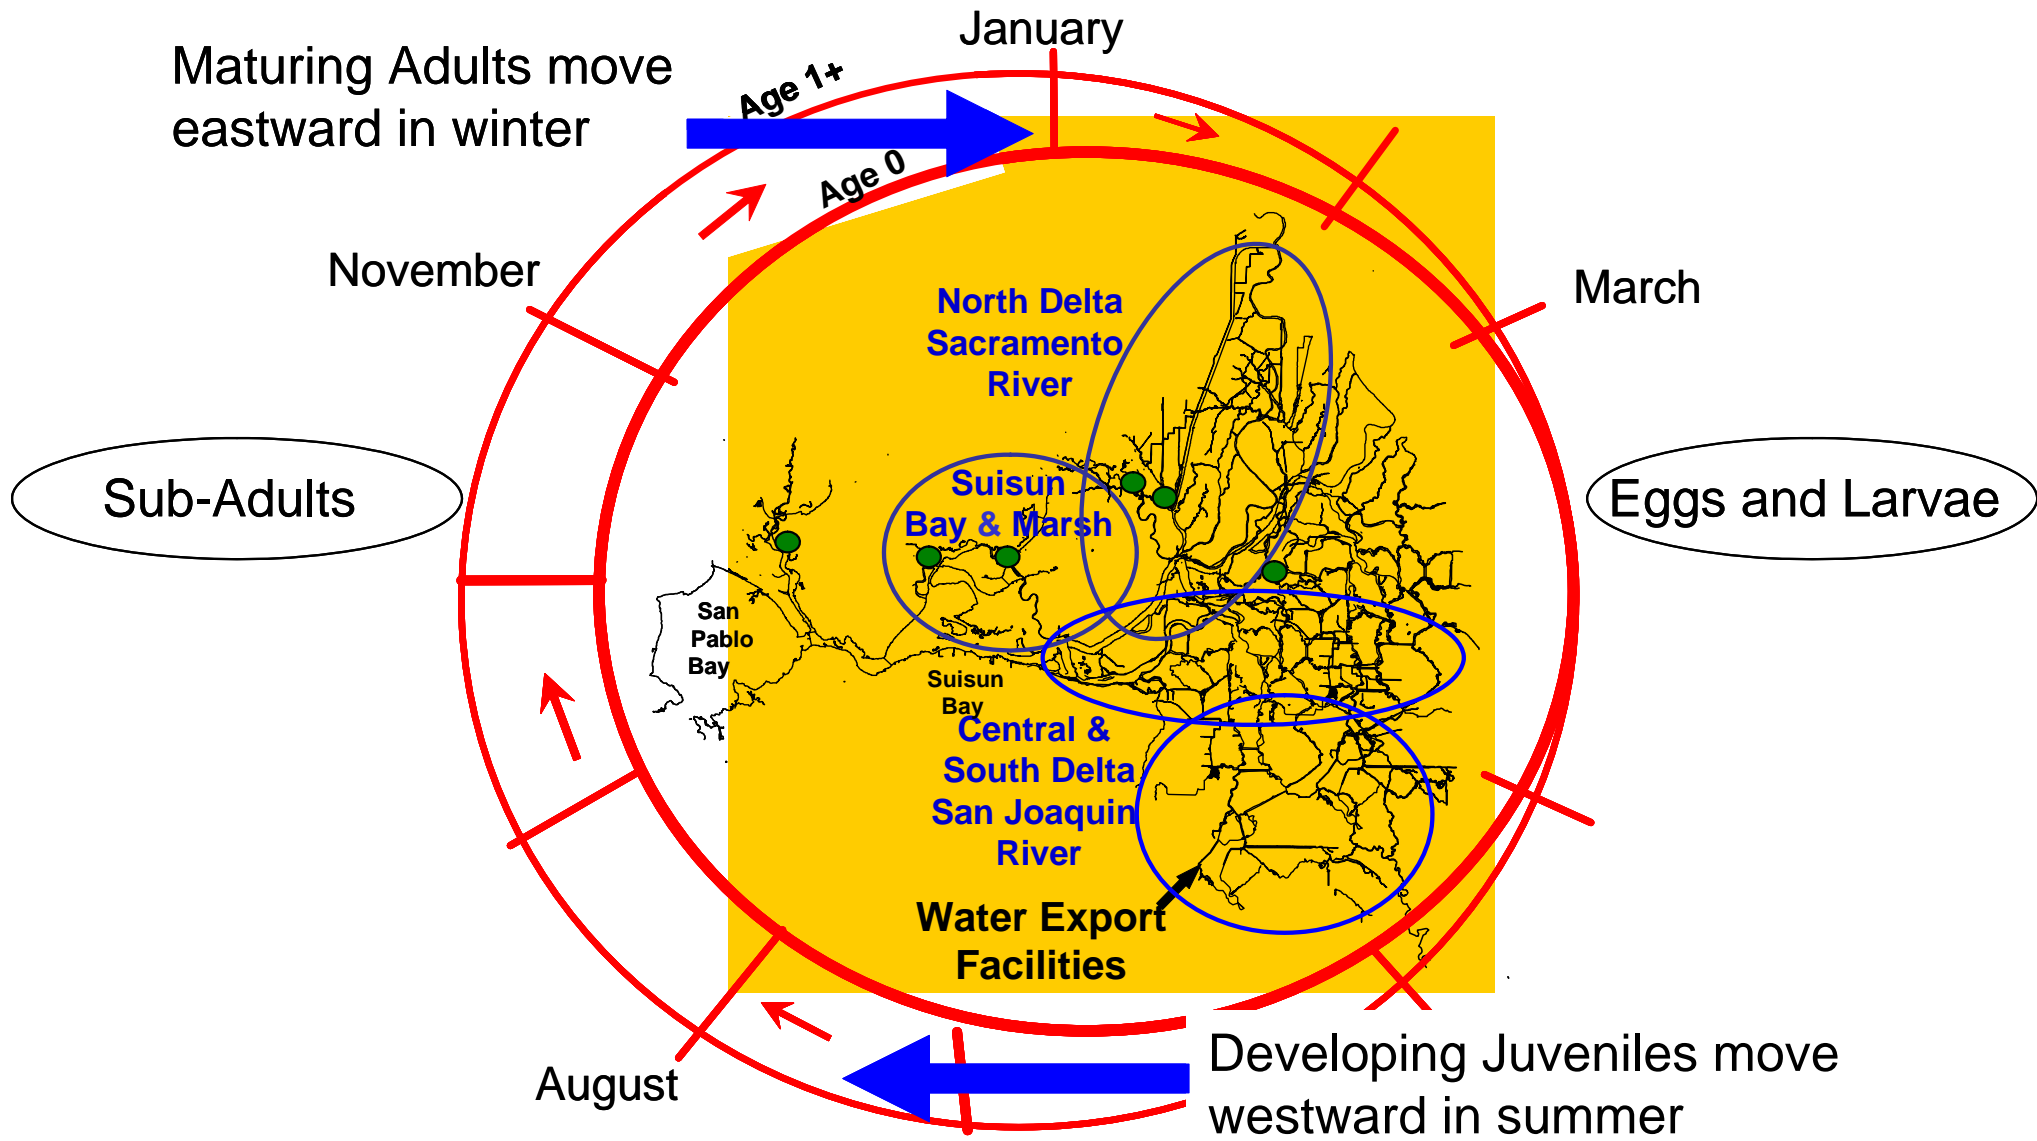 January
Maturing Adults move
eastward in winter
Age 1+
Age 0
November
March
North Delta
Sacramento
River
Sub-Adults
Suisun
Bay & Marsh
Eggs and Larvae
San
Pablo
Bay
Suisun
Bay
Central &
South Delta
San Joaquin
River
Water Export
Facilities
August
Developing Juveniles move
westward in summer